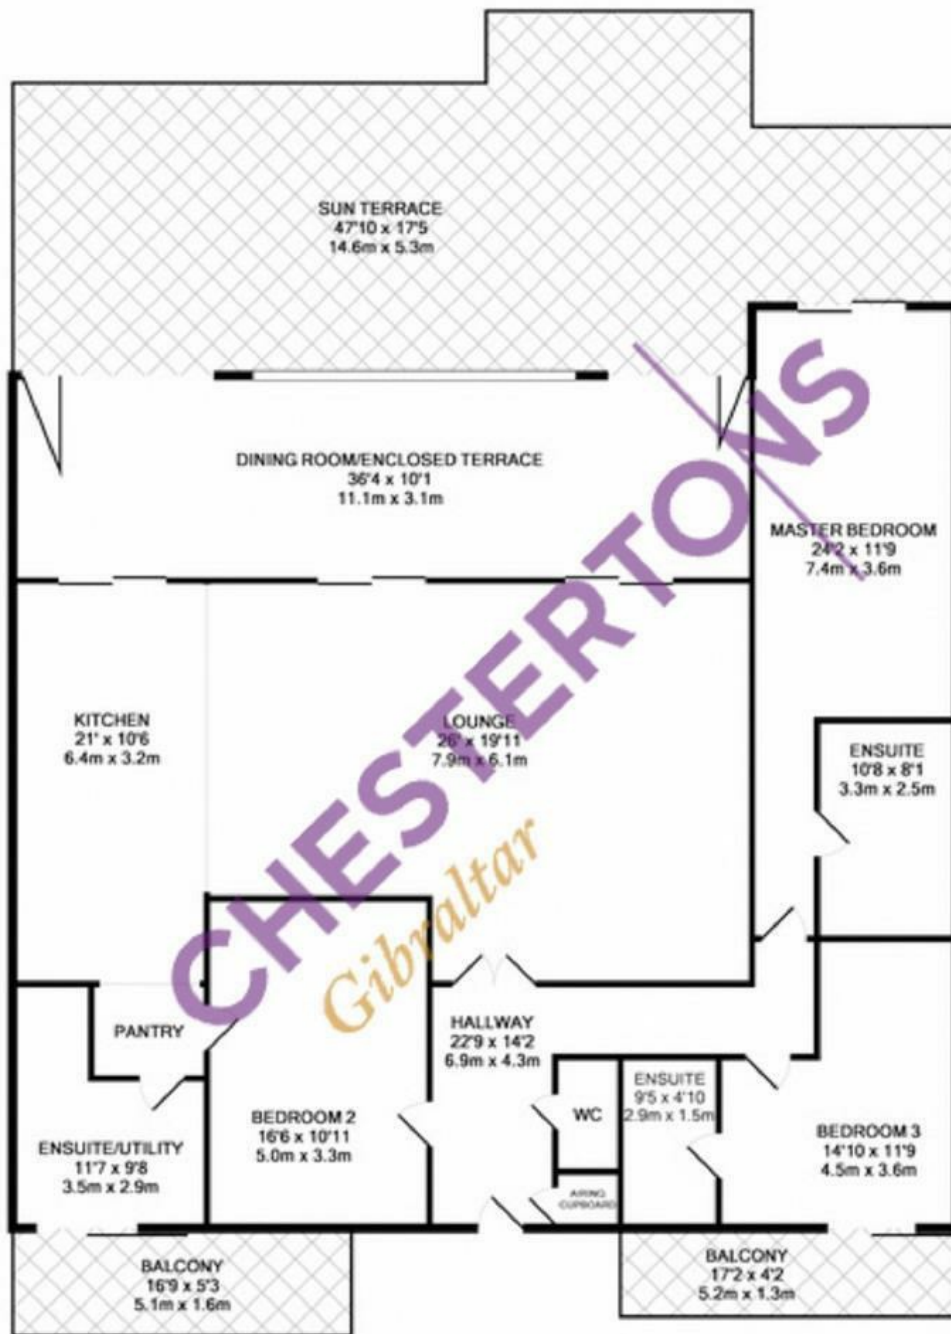 SUN TERRACE
47'10 x 17'5
14.6m x 5.3m
DINING ROOM/ENCLOSED TERRACE
36'4 x 10'1
11.1m x 3.1m
MASTER BEDROOM
24'2 x 11'9
7.4m x 3.6m
KITCHEN
21' x 10'6
6.4m x 3.2m
LOUNGE
26' x 19'11
7.9m x 6.1m
ENSUITE
10'8 x 8'1
3.3m x 2.5m
CHESTERTONS
Gibraltar
PANTRY
HALLWAY
22'9 x 14'2
6.9m x 4.3m
ENSUITE
9'5 x 4'10
2.9m x 1.5m
WC
BEDROOM 2
16'6 x 10'11
5.0m x 3.3m
BEDROOM 3
14'10 x 11'9
4.5m x 3.6m
ENSUITE/UTILITY
11'7 x 9'8
3.5m x 2.9m
AIRING
CUPBOARD
BALCONY
16'9 x 5'3
5.1m x 1.6m
BALCONY
17'2 x 4'2
5.2m x 1.3m